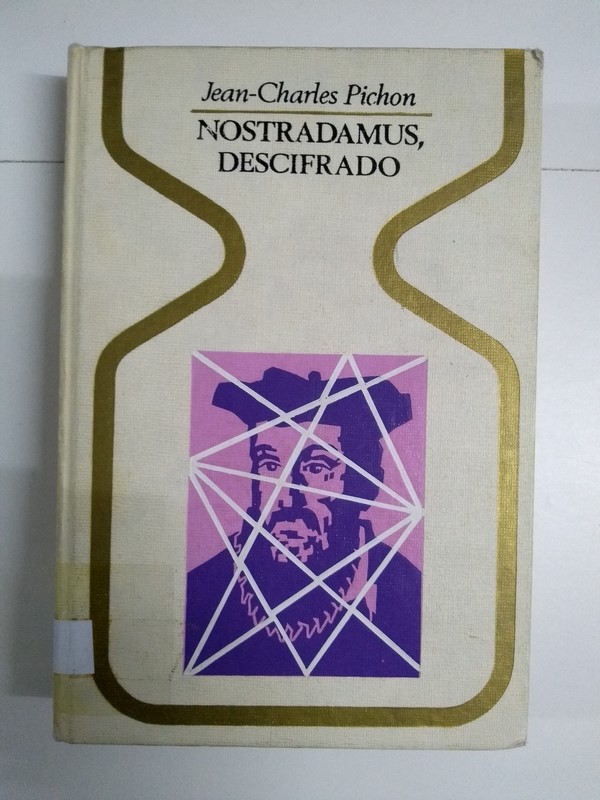 Jean-Charles Pichon
NOSTRADAMUS,
DESCIFRADO